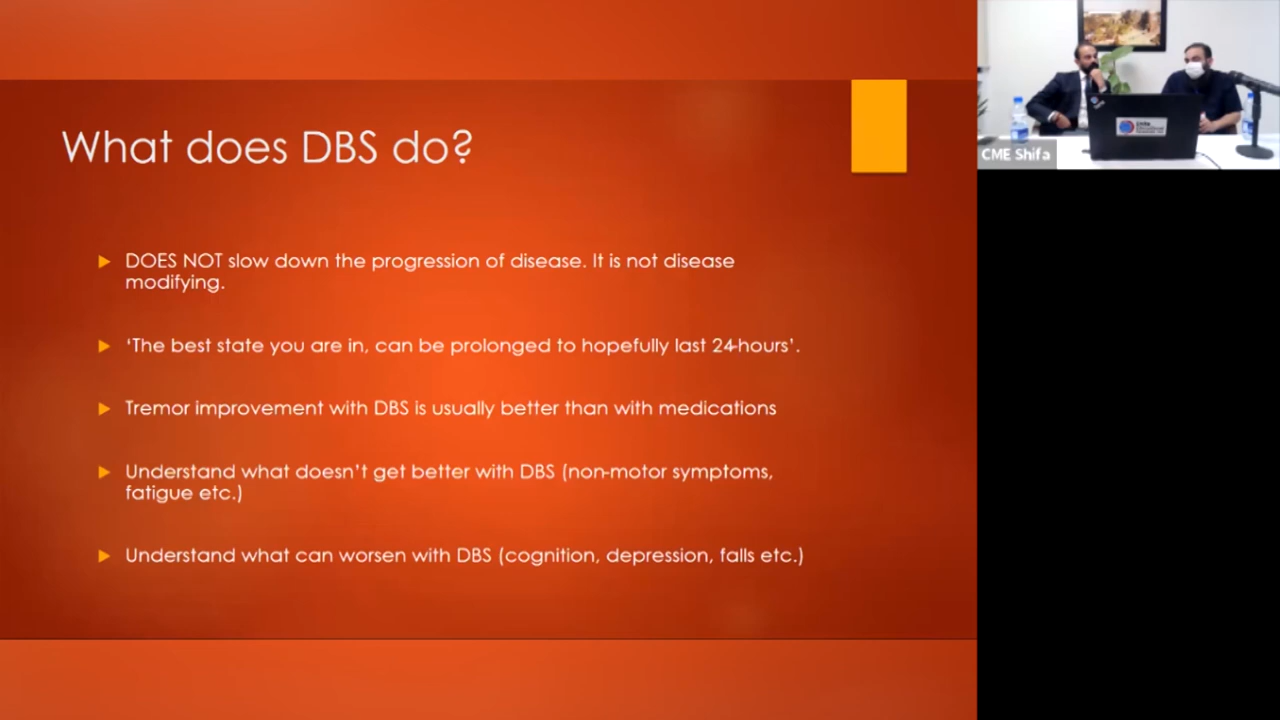 What does DBS do?
DOES NOT slow down the progression of disease. It is not disease
modifying.
‘The best state you are in, can be prolonged to hopefully last 24-hours’.
Tremor improvement with DBS is usually better than with medications
Understand what doesn’t get better with DBS (non-motor symptoms,
fatigue etc.)
Understand what can worsen with DBS (cognition, depression, falls etc.)
CME Shifa